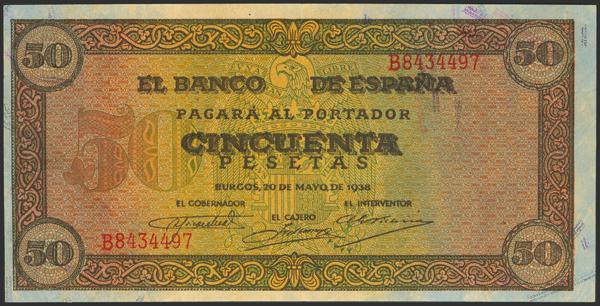 50 50
B8434497
EL BANCO DE ESPAÑA
PAGARÁ AL PORTADOR
50
CINCUENTA
PESETAS
BURGOS, 20 DE MAYO DE 1938
EL GOBERNADOR EL CAJERO EL INTERVENTOR
B8434497
50 50